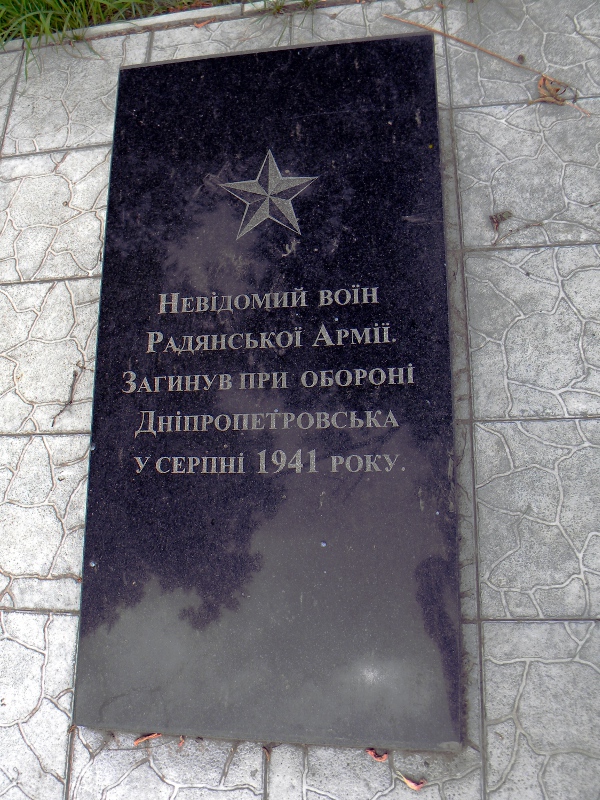 Невідомий воїн
Радянської Армії.
Загинув при обороні
Дніпропетровська
у серпні 1941 року.